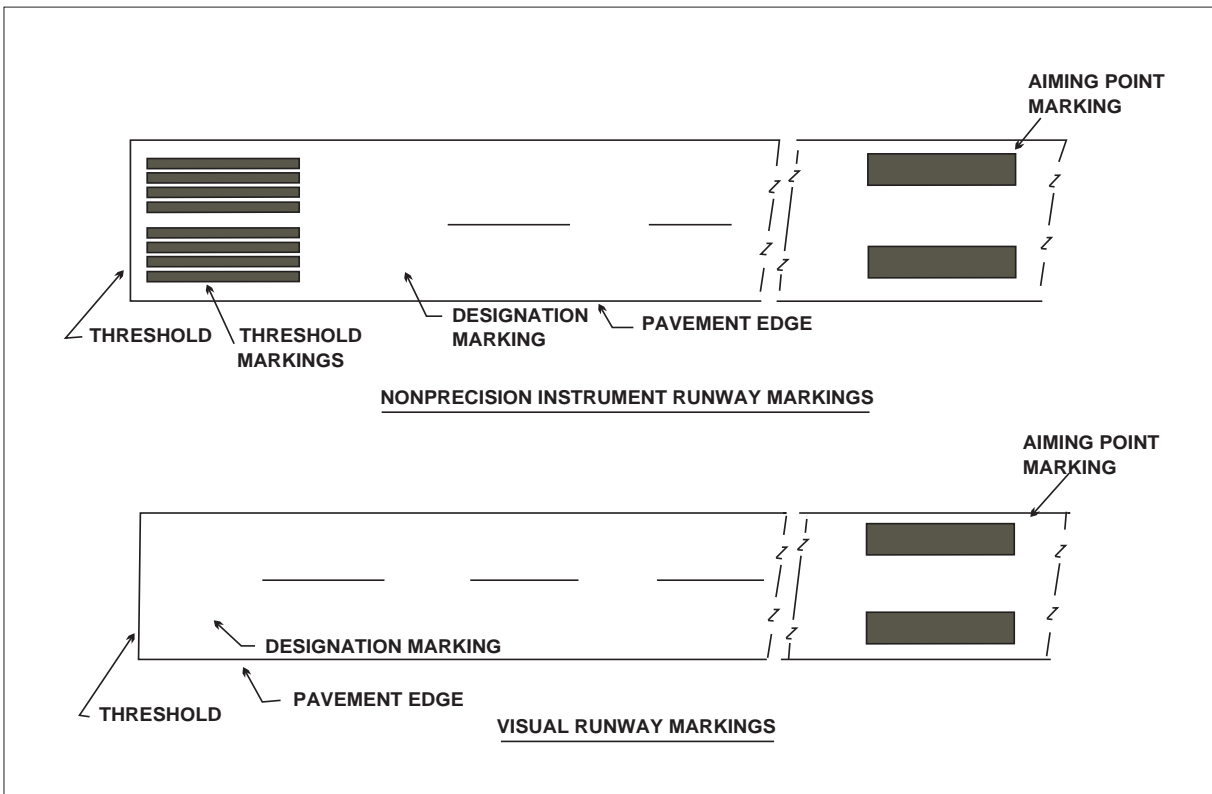 AIMING POINT
MARKING
THRESHOLD
THRESHOLD
MARKINGS
DESIGNATION
MARKING
PAVEMENT EDGE
NONPRECISION INSTRUMENT RUNWAY MARKINGS
AIMING POINT
MARKING
DESIGNATION MARKING
PAVEMENT EDGE
THRESHOLD
VISUAL RUNWAY MARKINGS